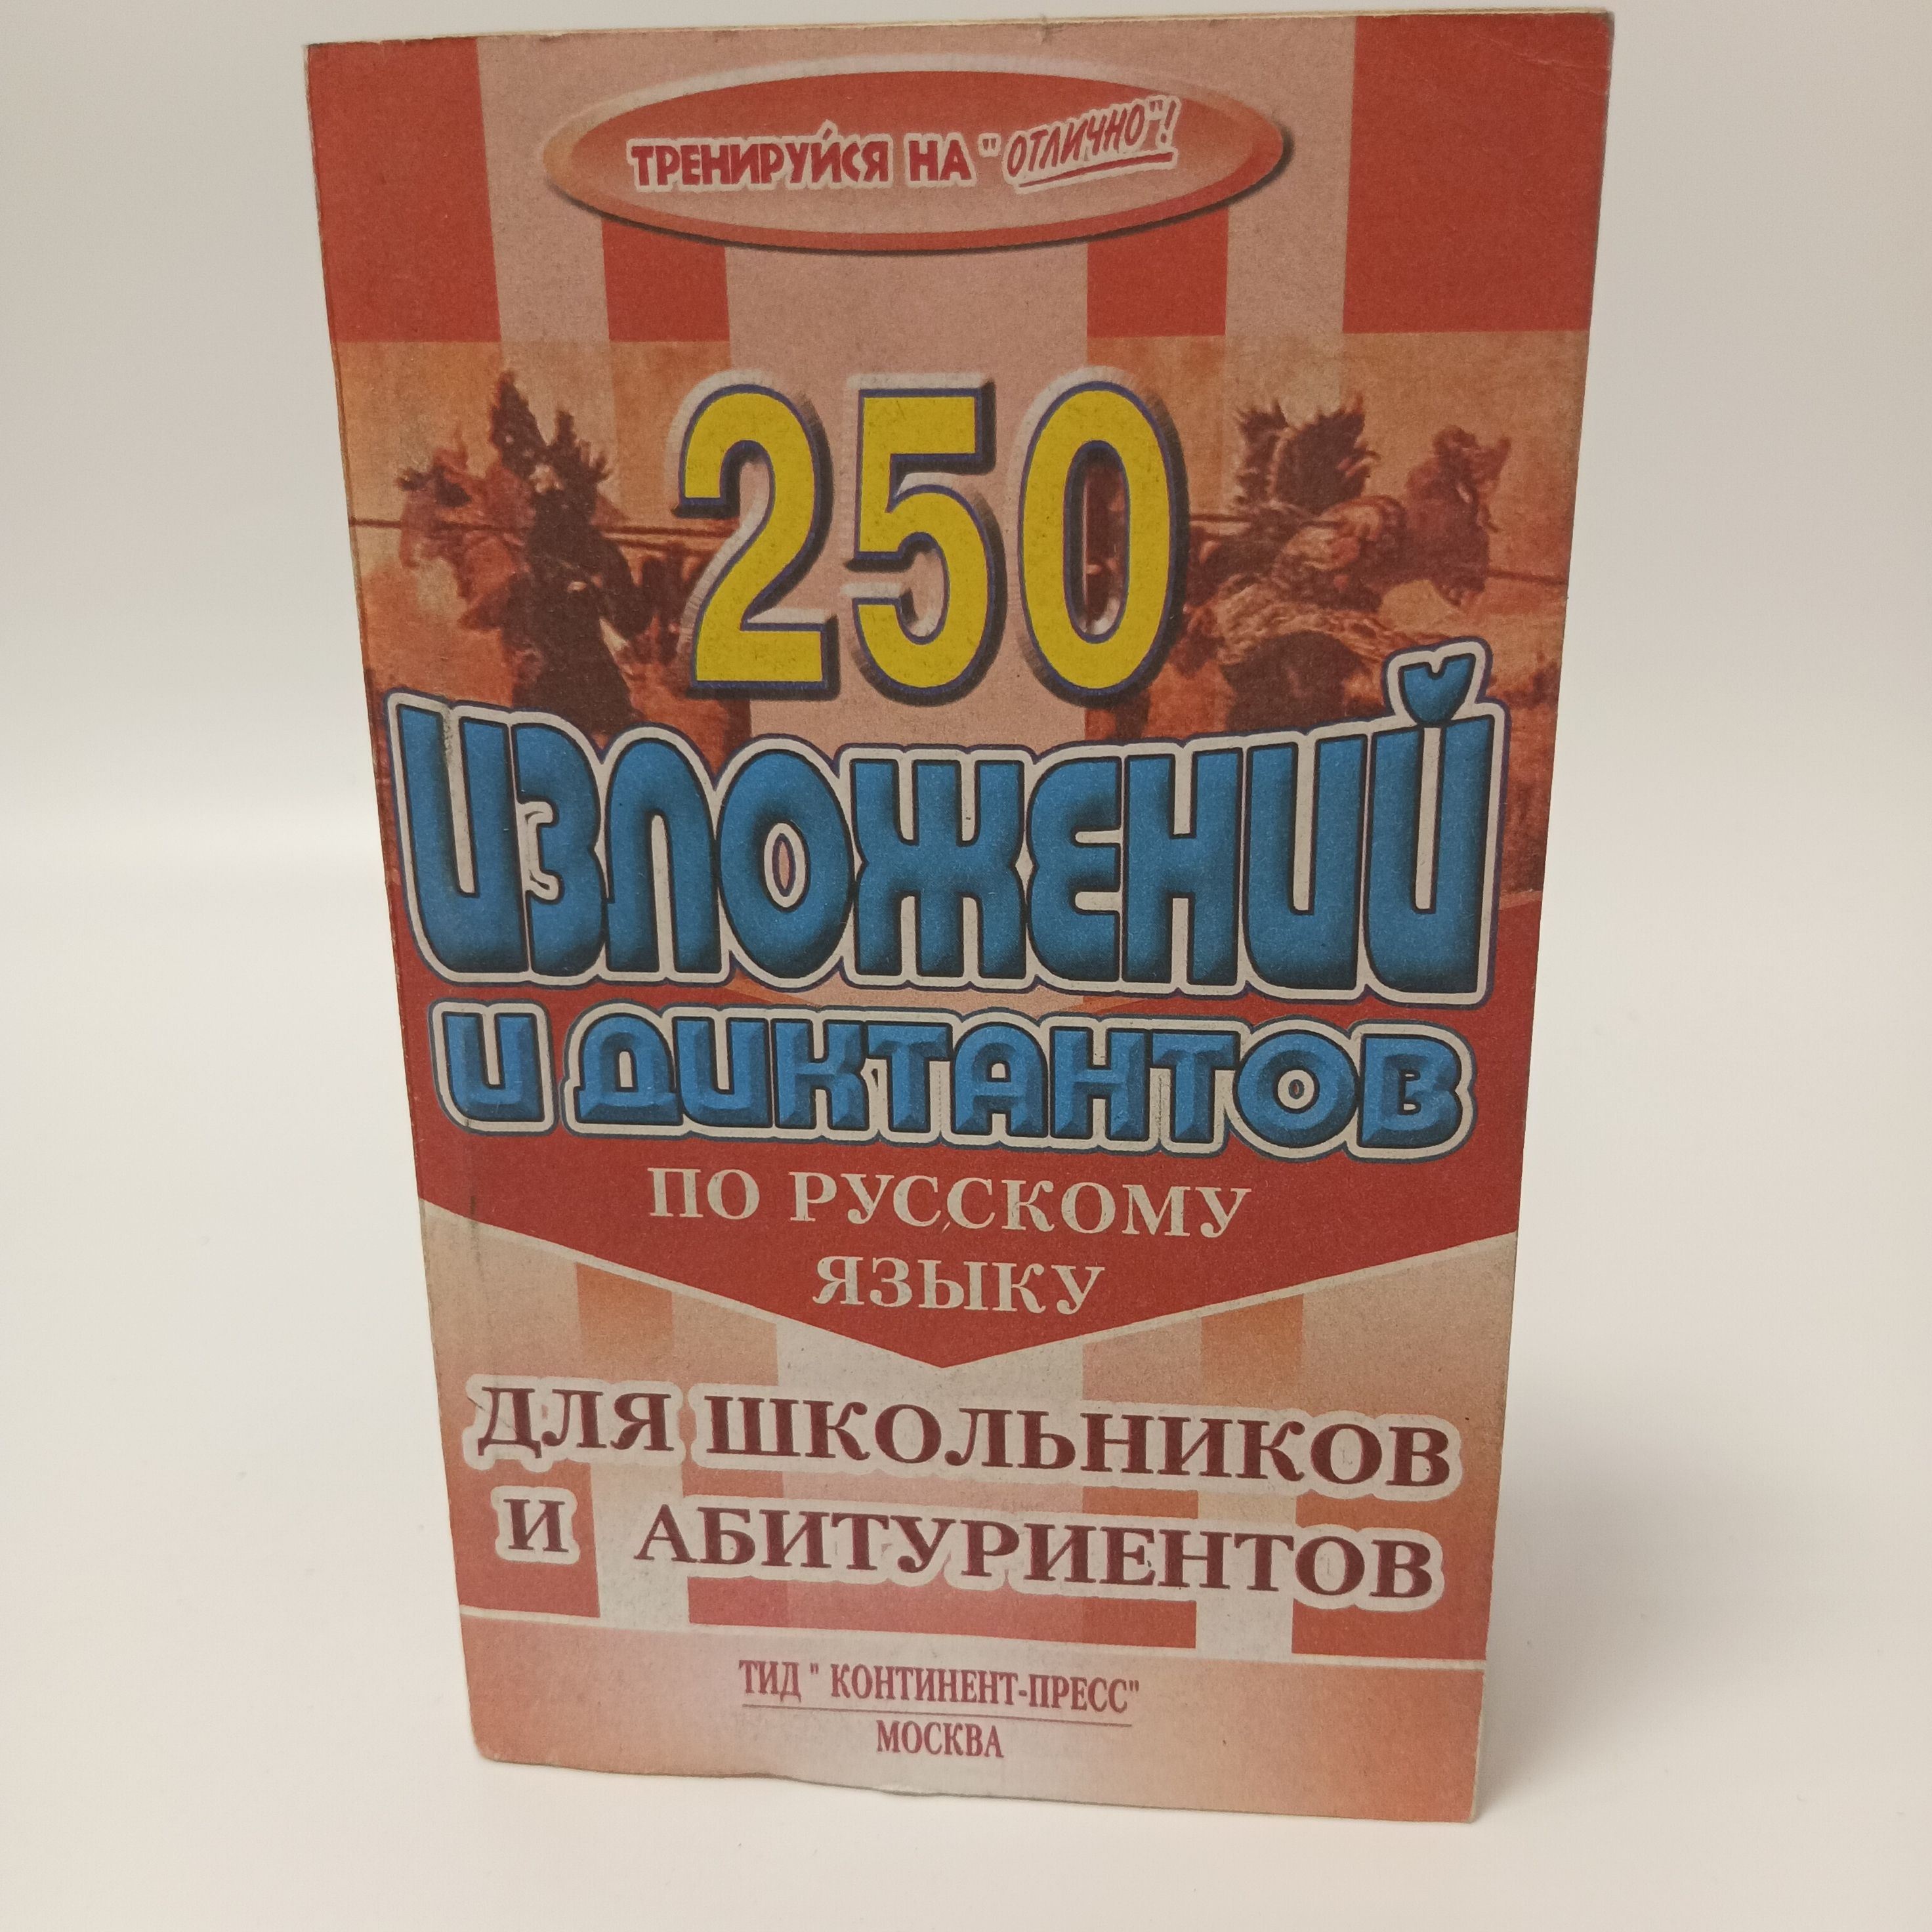 ТРЕНИРУЙСЯ НА "ОТЛИЧНО"!
250
ИЗЛОЖЕНИЙ
И ДИКТАНТОВ
ПО РУССКОМУ
ЯЗЫКУ
ДЛЯ ШКОЛЬНИКОВ
И АБИТУРИЕНТОВ
ТИД " КОНТИНЕНТ-ПРЕСС"
МОСКВА